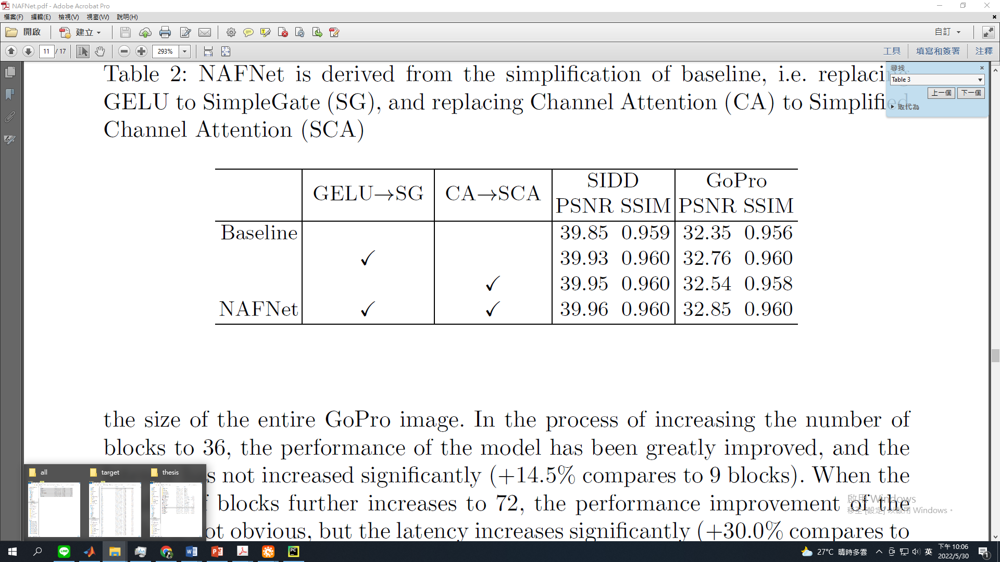 NAFNet.pdf - Adobe Acrobat Pro
檔案(F) 編輯(E) 檢視(V) 視窗(W) 說明(H)
開啟 建立 自訂
11 / 17 293% 工具 填寫和簽署 注釋
尋找
Table 3
上一個 下一個
取代為
Table 2: NAFNet is derived from the simplification of baseline, i.e. replacing
GELU to SimpleGate (SG), and replacing Channel Attention (CA) to Simplified
Channel Attention (SCA)
SIDD GoPro
GELU→SG CA→SCA
PSNR SSIM PSNR SSIM
Baseline 39.85 0.959 32.35 0.956
✓ 39.93 0.960 32.76 0.960
✓ 39.95 0.960 32.54 0.958
NAFNet ✓ ✓ 39.96 0.960 32.85 0.960
the size of the entire GoPro image. In the process of increasing the number of
blocks to 36, the performance of the model has been greatly improved, and the
s not increased significantly (+14.5% compares to 9 blocks). When the
blocks further increases to 72, the performance improvement of the
ot obvious, but the latency increases significantly (+30.0% compares to
all target thesis
啟用 Windows
移至 [設定] 以啟用 Windows。
27°C 晴時多雲 英 下午 10:06
2022/5/30
1